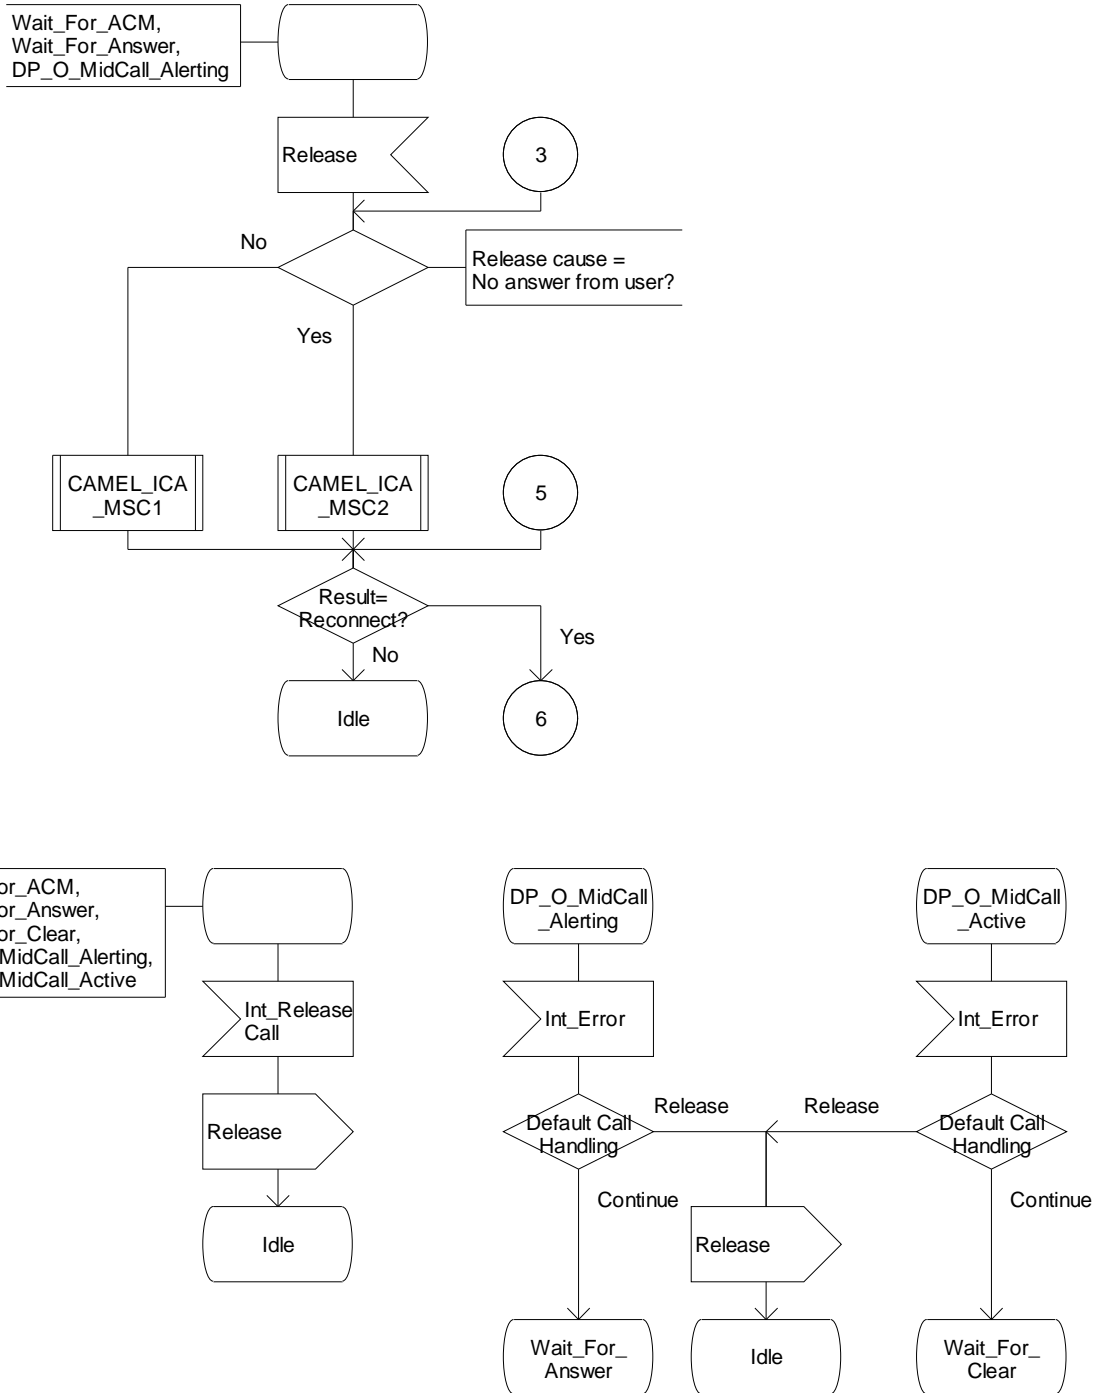 Wait_For_ACM,
Wait_For_Answer,
DP_O_MidCall_Alerting
Release
3
No
Release cause =
No answer from user?
Yes
CAMEL_ICA
_MSC1
CAMEL_ICA
_MSC2
5
Result=
Reconnect?
Yes
No
Idle
6
or_ACM,
or_Answer,
or_Clear,
MidCall_Alerting,
MidCall_Active
Int_Release
Call
Release
Idle
DP_O_MidCall
_Alerting
Int_Error
Default Call
Handling
Release
Continue
Wait_For_
Answer
Release
Idle
DP_O_MidCall
_Active
Int_Error
Default Call
Handling
Release
Continue
Wait_For_
Clear